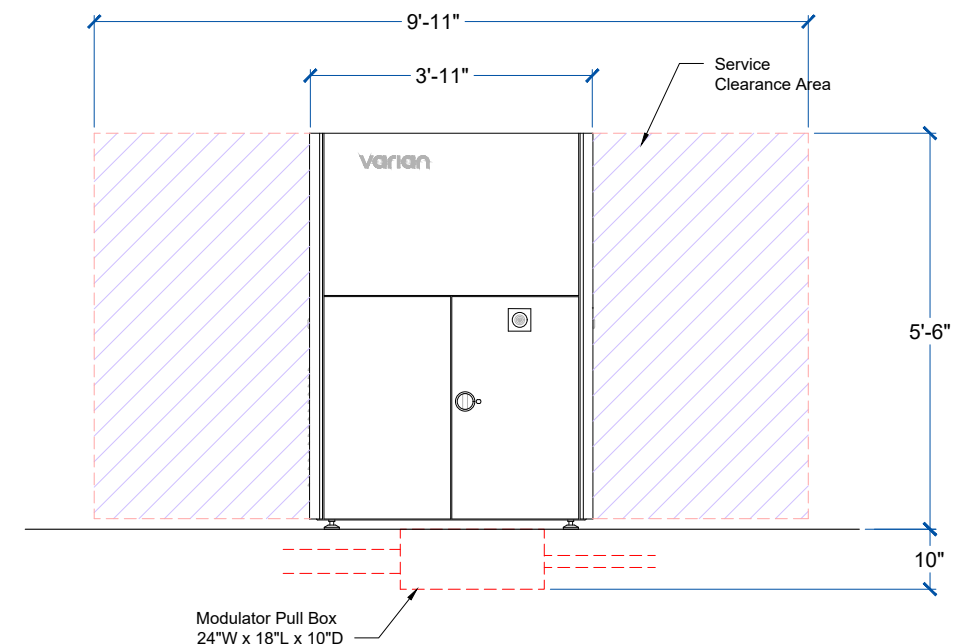 9'-11"
3'-11"
Service
Clearance Area
varian
5'-6"
10"
Modulator Pull Box
24"W x 18"L x 10"D